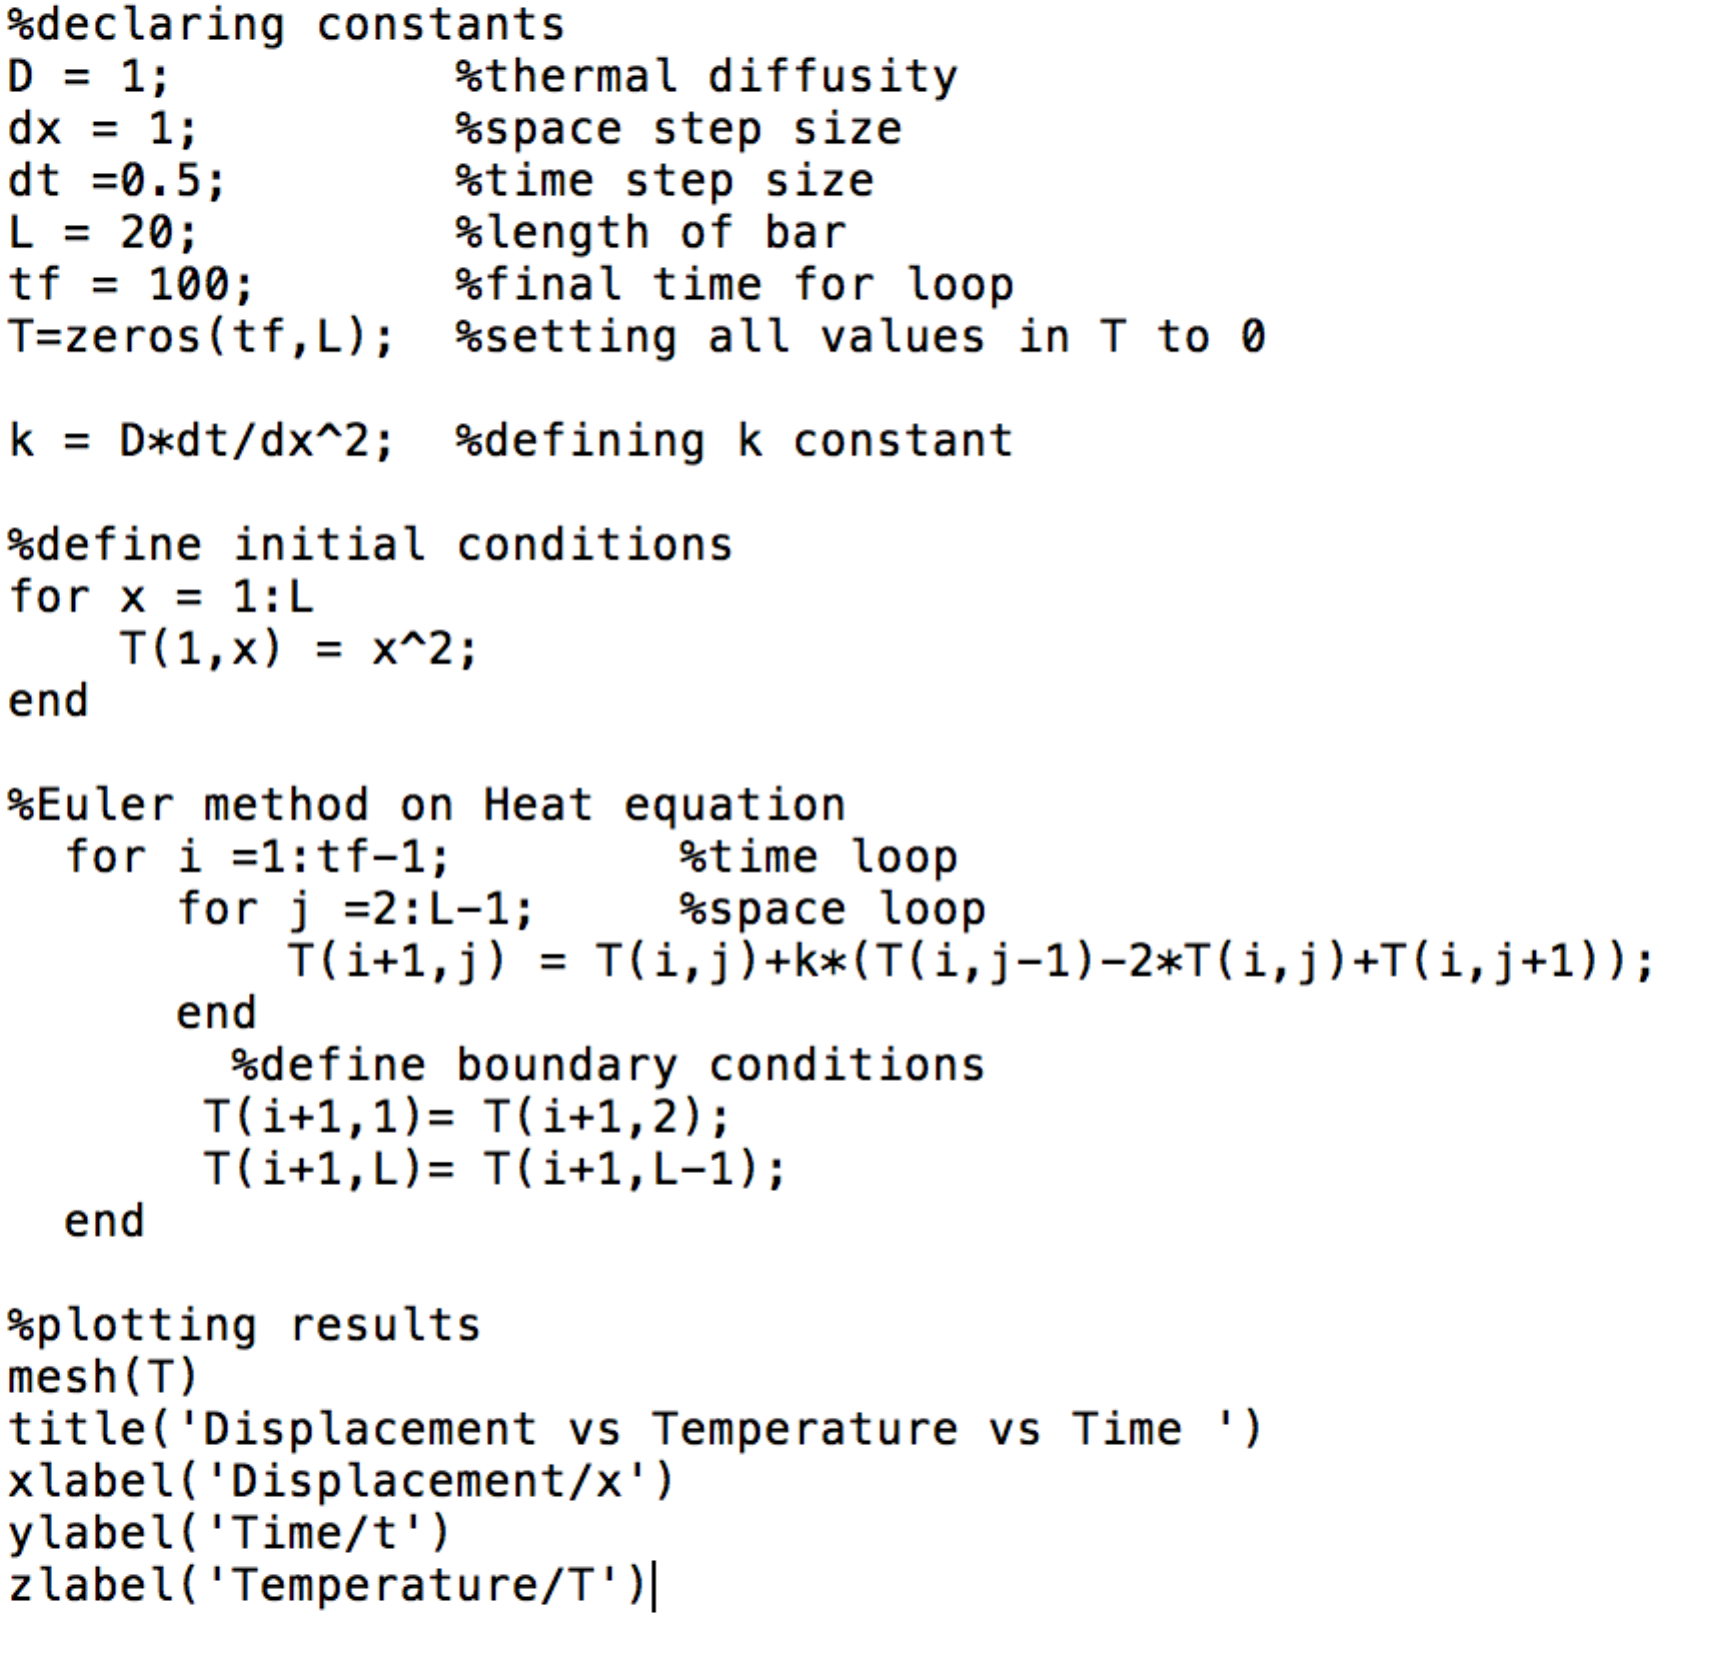 %declaring constants
D = 1;          %thermal diffusity
dx = 1;         %space step size
dt =0.5;        %time step size
L = 20;         %length of bar
tf = 100;       %final time for loop
T=zeros(tf,L);  %setting all values in T to 0
k = D*dt/dx^2;  %defining k constant
%define initial conditions
for x = 1:L
    T(1,x) = x^2;
end
%Euler method on Heat equation
  for i =1:tf-1;        %time loop
      for j =2:L-1;     %space loop
          T(i+1,j) = T(i,j)+k*(T(i,j-1)-2*T(i,j)+T(i,j+1));
      end
        %define boundary conditions
       T(i+1,1)= T(i+1,2);
       T(i+1,L)= T(i+1,L-1);
  end
%plotting results
mesh(T)
title('Displacement vs Temperature vs Time ')
xlabel('Displacement/x')
ylabel('Time/t')
zlabel('Temperature/T')